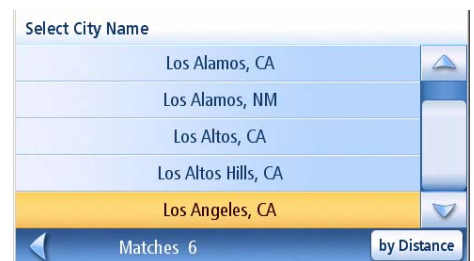 Select City Name
Los Alamos, CA
Los Alamos, NM
Los Altos, CA
Los Altos Hills, CA
Los Angeles, CA
Matches 6
by Distance